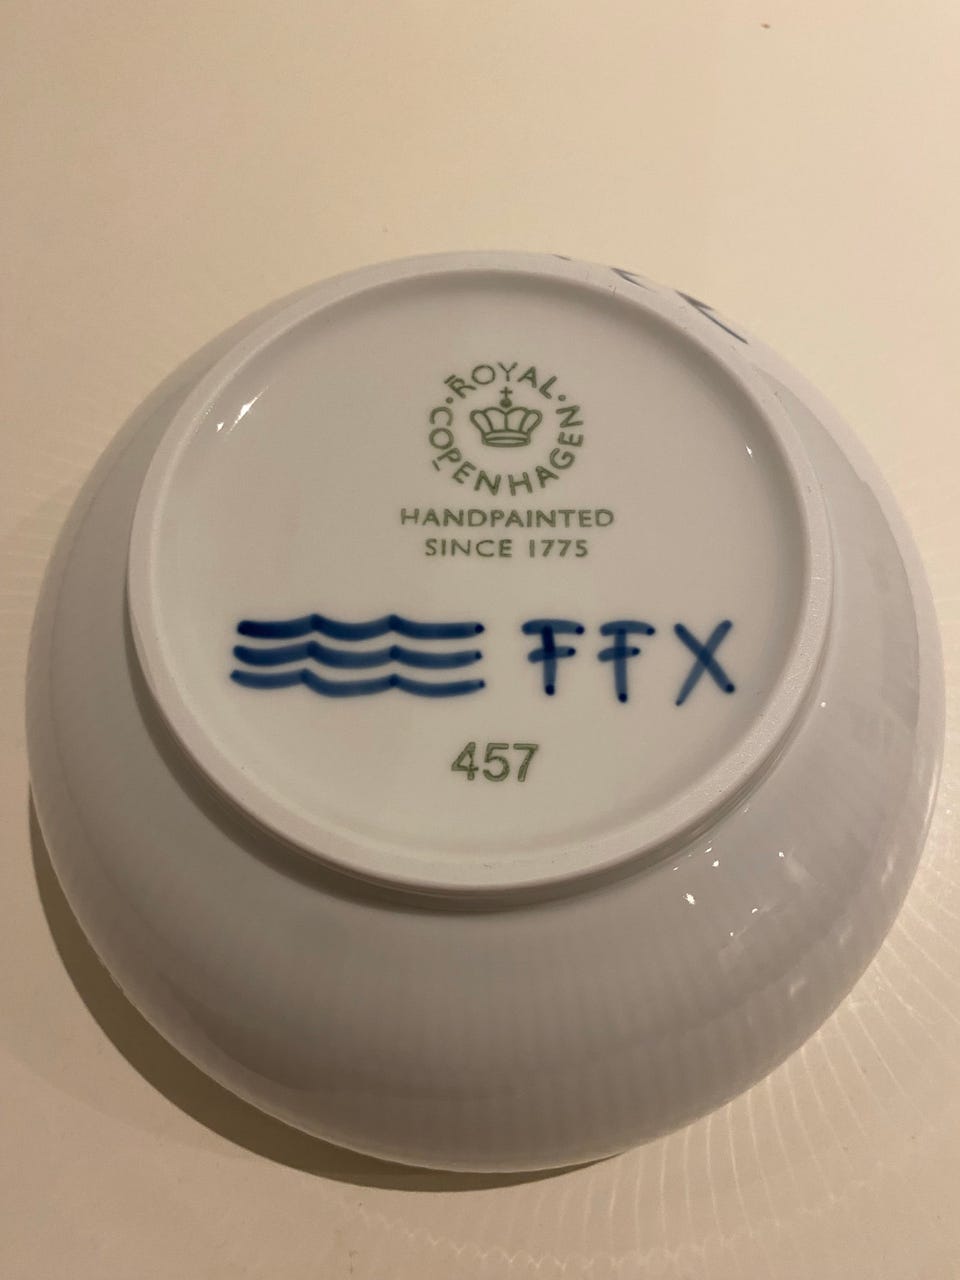 ROYAL · COPENHAGEN ·
HANDPAINTED
SINCE 1775
FFX
457